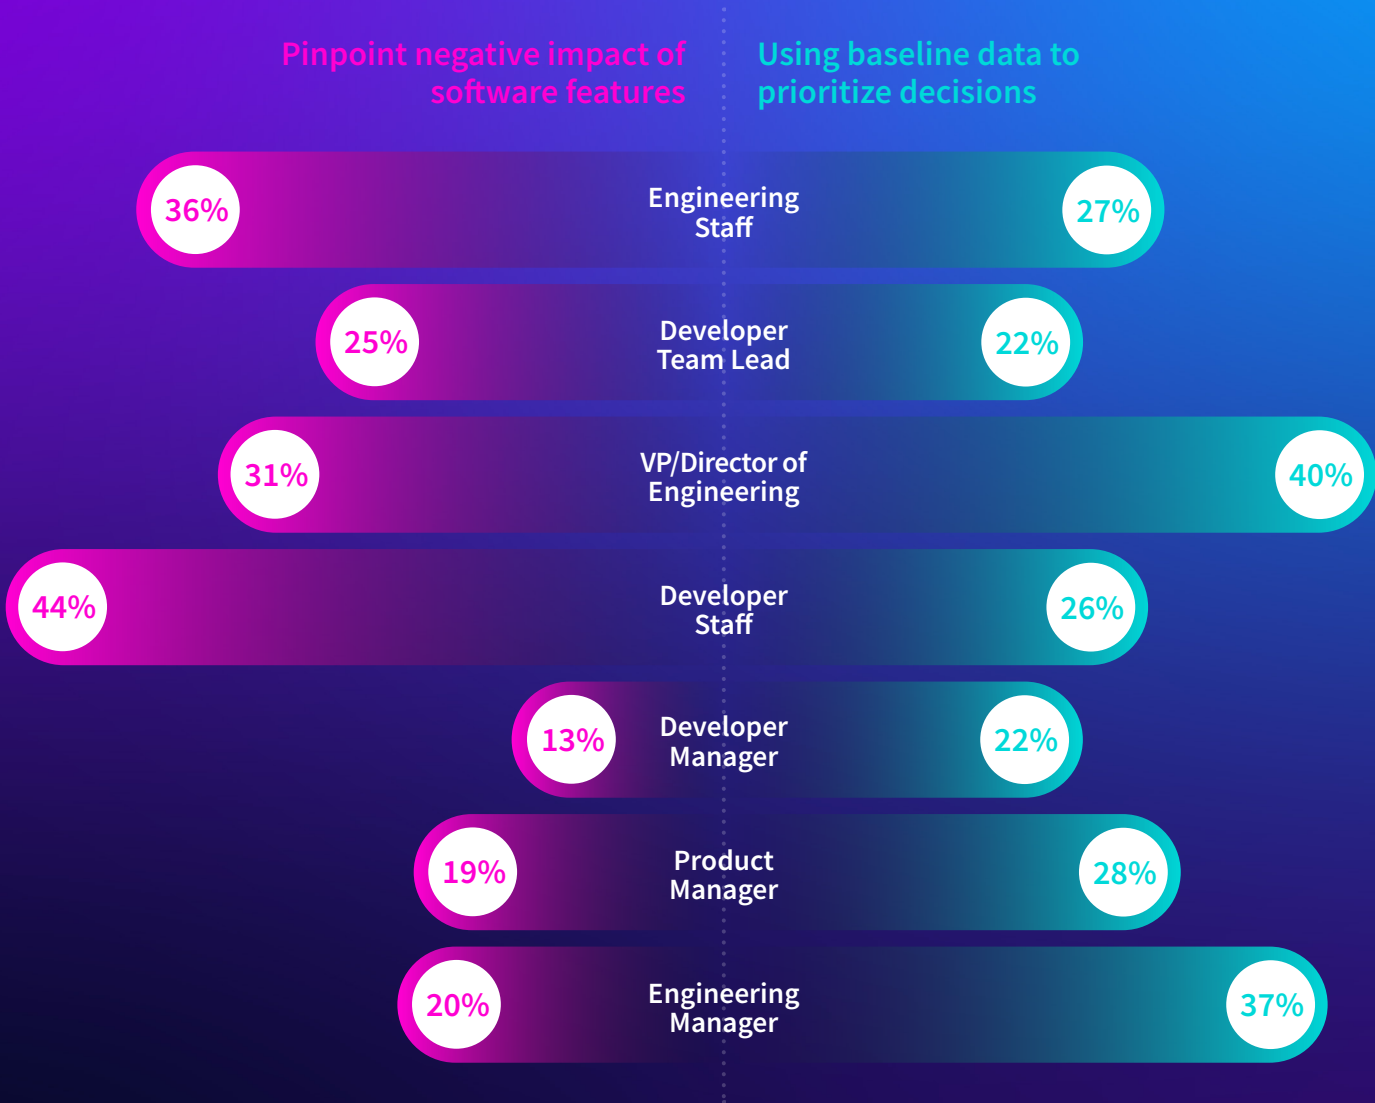 Pinpoint negative impact of
software features
Using baseline data to
prioritize decisions
36%
Engineering
Staff
27%
25%
Developer
Team Lead
22%
31%
VP/Director of
Engineering
40%
44%
Developer
Staff
26%
13%
Developer
Manager
22%
19%
Product
Manager
28%
20%
Engineering
Manager
37%